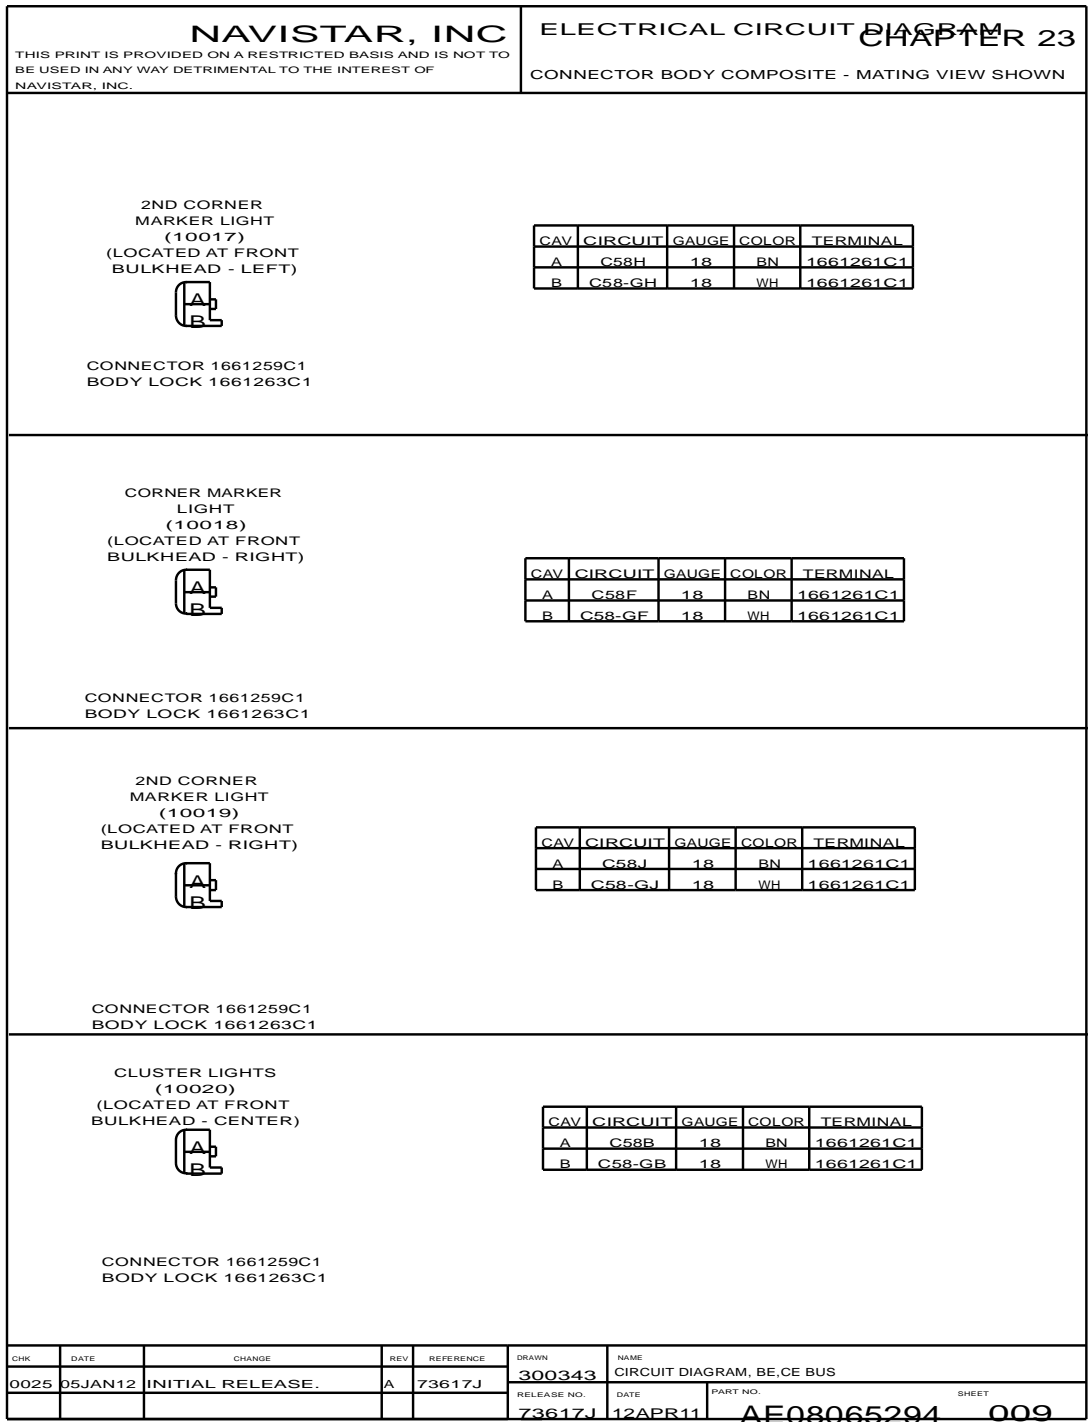 NAVISTAR, INC
THIS PRINT IS PROVIDED ON A RESTRICTED BASIS AND IS NOT TO
BE USED IN ANY WAY DETRIMENTAL TO THE INTEREST OF
NAVISTAR, INC.
ELECTRICAL CIRCUIT DIAGRAM
CHAPTER 23
CONNECTOR BODY COMPOSITE - MATING VIEW SHOWN
2ND CORNER
MARKER LIGHT
(10017)
(LOCATED AT FRONT
BULKHEAD - LEFT)
A
B
CONNECTOR 1661259C1
BODY LOCK 1661263C1
CAV CIRCUIT GAUGE COLOR TERMINAL
A C58H 18 BN 1661261C1
B C58-GH 18 WH 1661261C1
CORNER MARKER
LIGHT
(10018)
(LOCATED AT FRONT
BULKHEAD - RIGHT)
A
B
CONNECTOR 1661259C1
BODY LOCK 1661263C1
CAV CIRCUIT GAUGE COLOR TERMINAL
A C58F 18 BN 1661261C1
B C58-GF 18 WH 1661261C1
2ND CORNER
MARKER LIGHT
(10019)
(LOCATED AT FRONT
BULKHEAD - RIGHT)
A
B
CONNECTOR 1661259C1
BODY LOCK 1661263C1
CAV CIRCUIT GAUGE COLOR TERMINAL
A C58J 18 BN 1661261C1
B C58-GJ 18 WH 1661261C1
CLUSTER LIGHTS
(10020)
(LOCATED AT FRONT
BULKHEAD - CENTER)
A
B
CONNECTOR 1661259C1
BODY LOCK 1661263C1
CAV CIRCUIT GAUGE COLOR TERMINAL
A C58B 18 BN 1661261C1
B C58-GB 18 WH 1661261C1
CHK DATE CHANGE REV REFERENCE
0025 05JAN12 INITIAL RELEASE. A 73617J
DRAWN
300343
NAME
CIRCUIT DIAGRAM, BE,CE BUS
RELEASE NO.
73617J
DATE
12APR11
PART NO.
AE08065294
SHEET
009